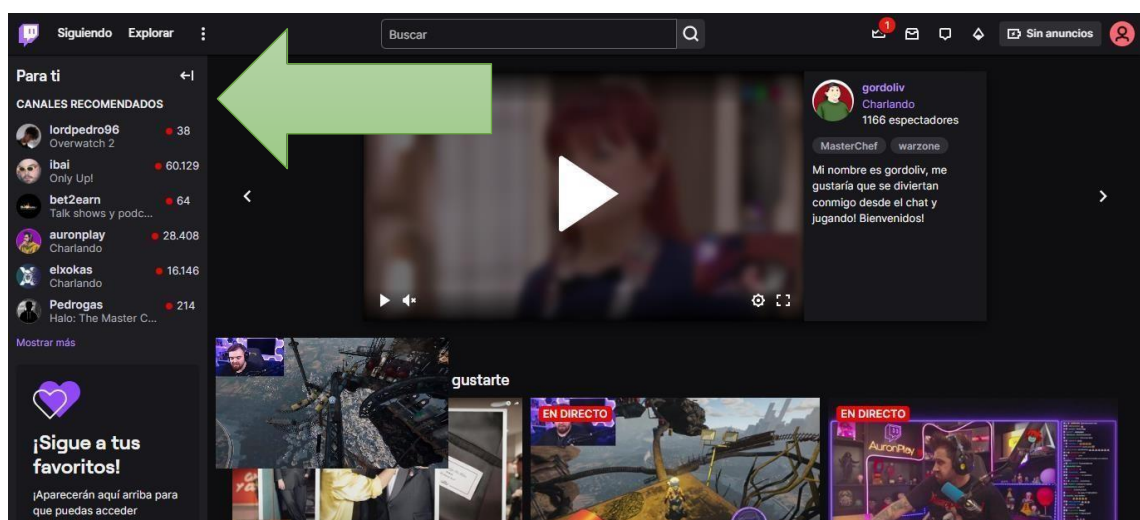 Siguiendo Explorar
Buscar
1
Sin anuncios
Para ti
CANALES RECOMENDADOS
lordpedro96 38
Overwatch 2
ibai 60.129
Only Up!
bet2earn 64
Talk shows y podc...
auronplay 28.408
Charlando
elxokas 16.146
Charlando
Pedrogas 214
Halo: The Master C...
Mostrar más
¡Sigue a tus
favoritos!
¡Aparecerán aquí arriba para
que puedas acceder
gordoliv
Charlando
1166 espectadores
MasterChef warzone
Mi nombre es gordoliv, me
gustaría que se diviertan
conmigo desde el chat y
jugando! Bienvenidos!
gustarte
EN DIRECTO
EN DIRECTO
AuronPlay